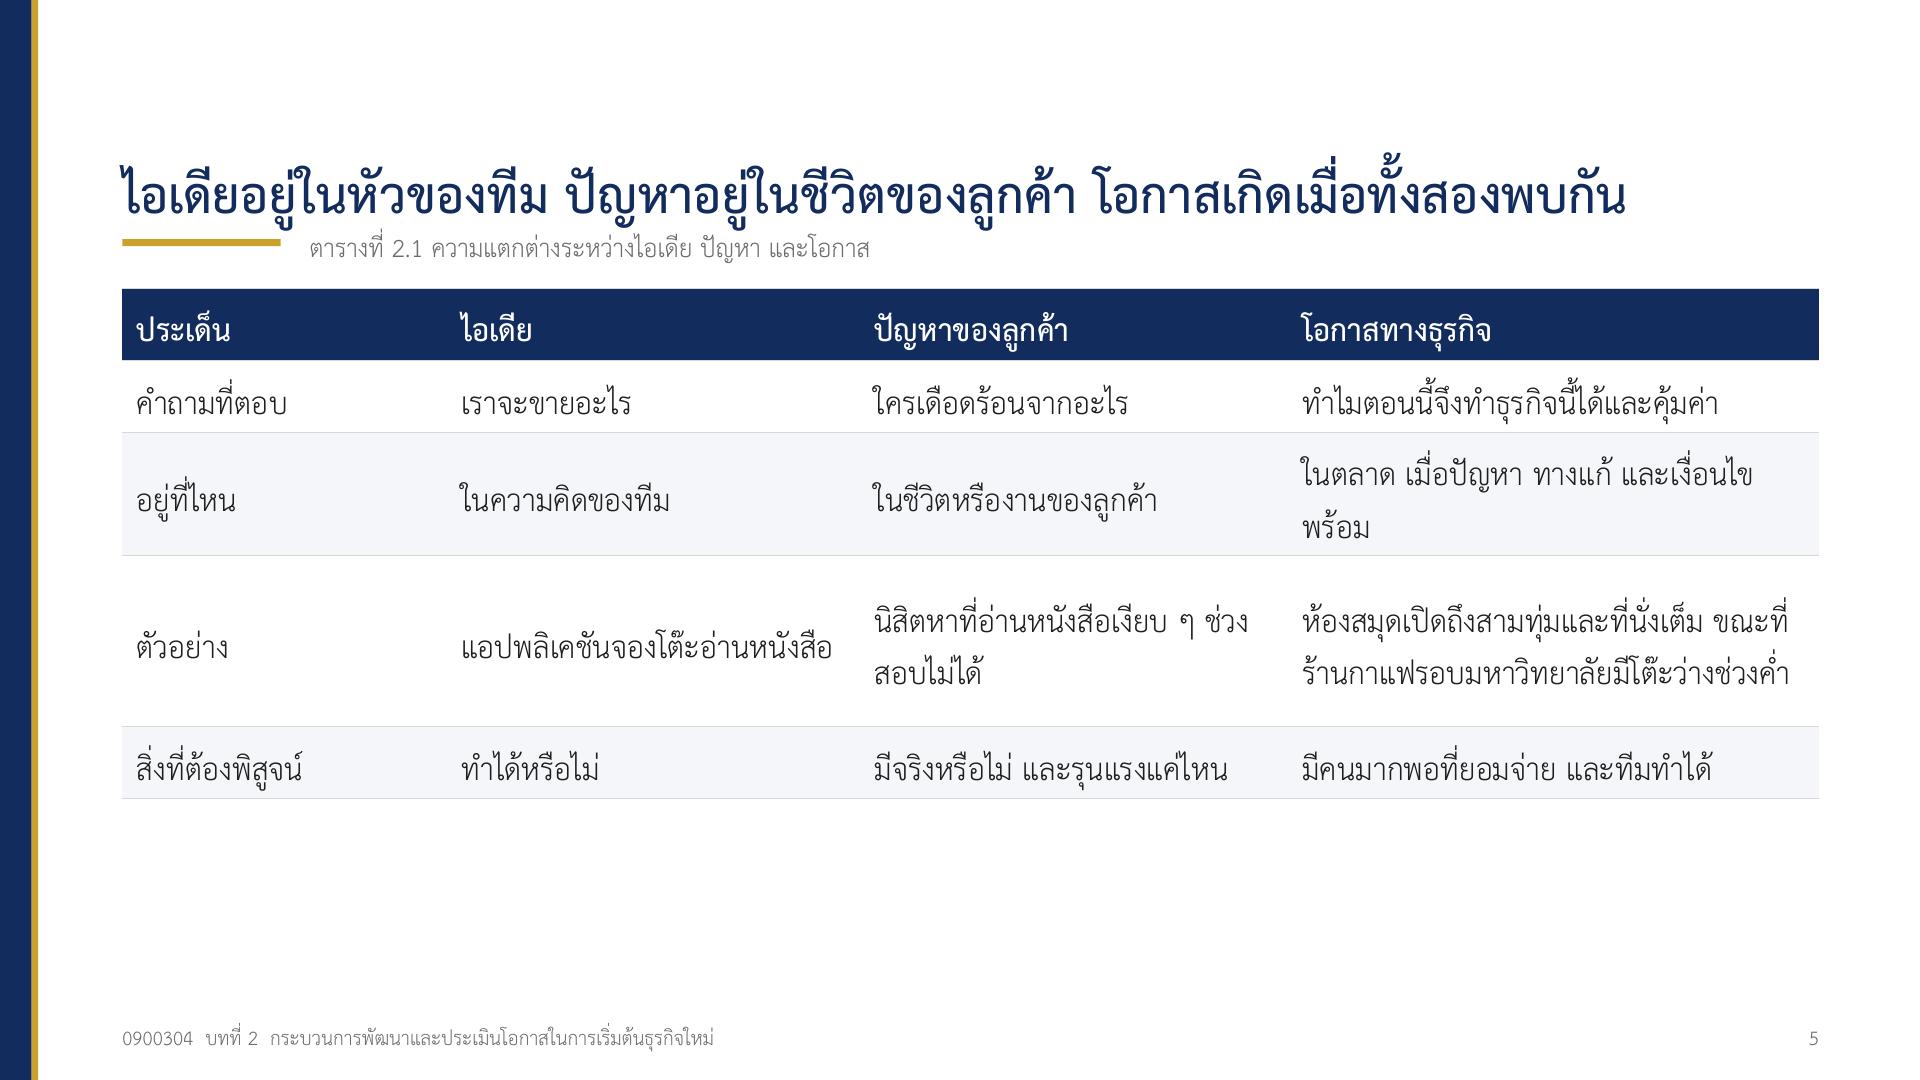 ไอเดียอยู่ในหัวของทีม ปัญหาอยู่ในชีวิตของลูกค้า โอกาสเกิดเมื่อทั้งสองพบกัน
ตารางที่ 2.1 ความแตกต่างระหว่างไอเดีย ปัญหา และโอกาส
ประเด็น ไอเดีย ปัญหาของลูกค้า โอกาสทางธุรกิจ
คำถามที่ตอบ เราจะขายอะไร ใครเดือดร้อนจากอะไร ทำไมตอนนี้จึงทำธุรกิจนี้ได้และคุ้มค่า
อยู่ที่ไหน ในความคิดของทีม ในชีวิตหรืองานของลูกค้า ในตลาด เมื่อปัญหา ทางแก้ และเงื่อนไข
พร้อม
ตัวอย่าง แอปพลิเคชันจองโต๊ะอ่านหนังสือ นิสิตหาที่อ่านหนังสือเงียบ ๆ ช่วง ห้องสมุดเปิดถึงสามทุ่มและที่นั่งเต็ม ขณะที่
สอบไม่ได้ ร้านกาแฟรอบมหาวิทยาลัยมีโต๊ะว่างช่วงค่ำ
สิ่งที่ต้องพิสูจน์ ทำได้หรือไม่ มีจริงหรือไม่ และรุนแรงแค่ไหน มีคนมากพอที่ยอมจ่าย และทีมทำได้
0900304 บทที่ 2 กระบวนการพัฒนาและประเมินโอกาสในการเริ่มต้นธุรกิจใหม่ 5